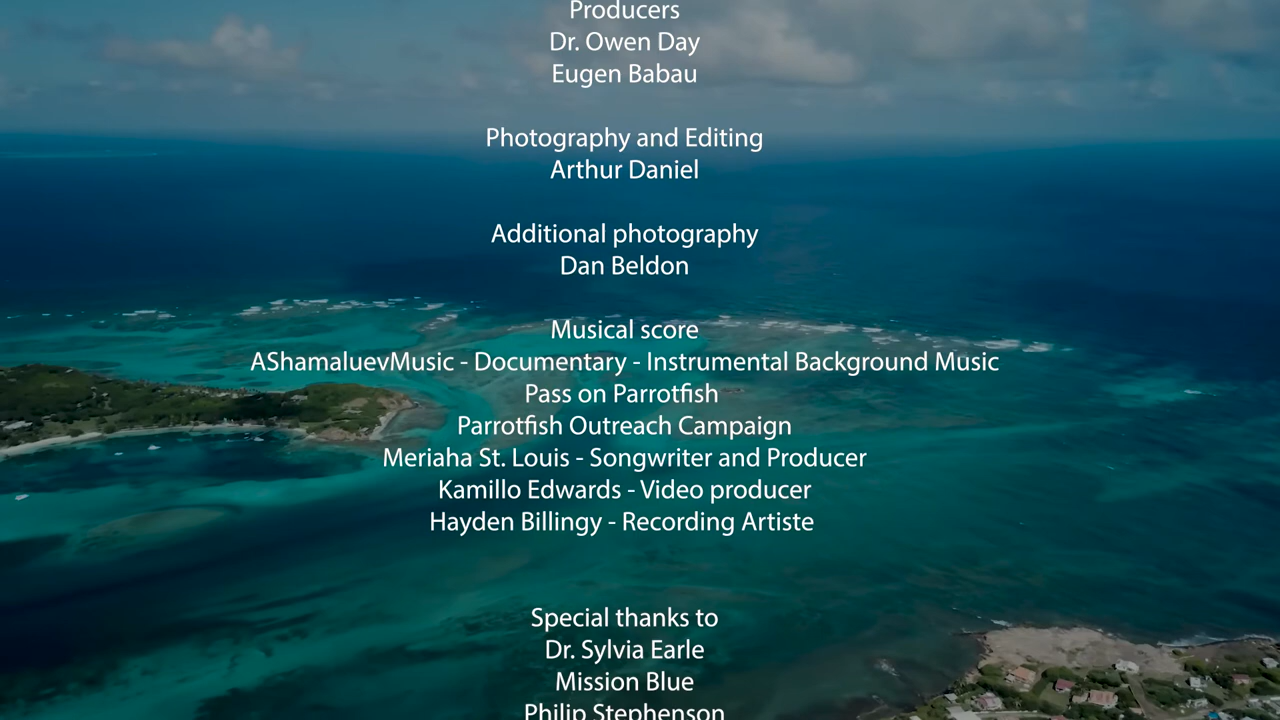 Producers
Dr. Owen Day
Eugen Babau
Photography and Editing
Arthur Daniel
Additional photography
Dan Beldon
Musical score
AShamaluevMusic - Documentary - Instrumental Background Music
Pass on Parrotfish
Parrotfish Outreach Campaign
Meriaha St. Louis - Songwriter and Producer
Kamillo Edwards - Video producer
Hayden Billingy - Recording Artiste
Special thanks to
Dr. Sylvia Earle
Mission Blue
Philip Stephenson